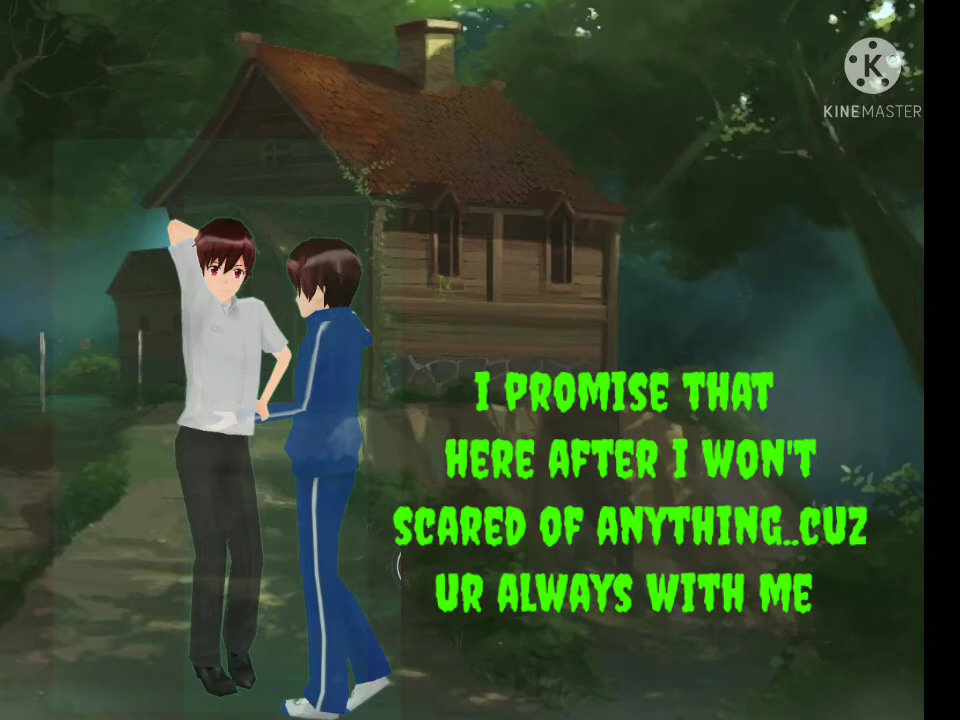 K
KINEMASTER
I PROMISE THAT
HERE AFTER I WON'T
SCARED OF ANYTHING..CUZ
UR ALWAYS WITH ME